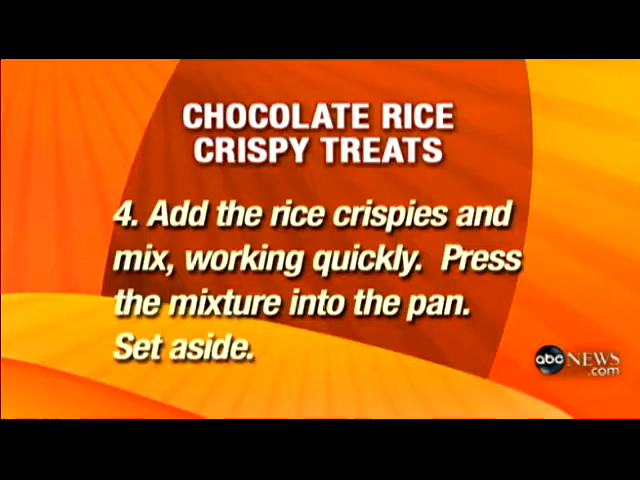 CHOCOLATE RICE
CRISPY TREATS
4. Add the rice crispies and
mix, working quickly. Press
the mixture into the pan.
Set aside.
abc NEWS
.com